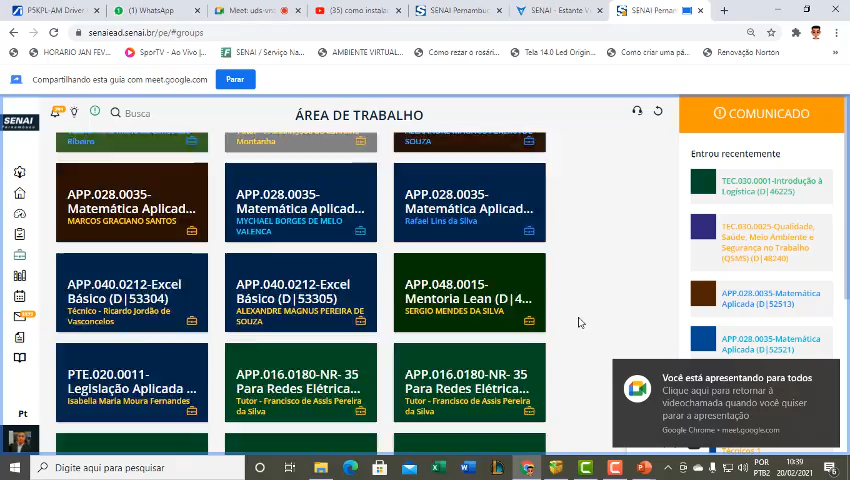 P5KPL-AM Driver
(1) WhatsApp
Meet: uds-vnd
(35) como instala
SENAI Pernambuc
SENAI - Estante V
SENAI Pernam
senaiead.senai.br/pe/#groups
HORARIO JAN FEV
SporTV - Ao Vivo |
SENAI / Serviço Na...
AMBIENTE VIRTUAL...
Como rezar o rosári...
Tela 14.0 Led Origin...
Como criar uma pá...
Renovação Norton
Compartilhando esta guia com meet.google.com
Parar
SENAI
Busca
ÁREA DE TRABALHO
COMUNICADO
Ribeiro
Montanha
SOUZA
Entrou recentemente
APP.028.0035-
Matemática Aplicad...
MARCOS GRACIANO SANTOS
APP.028.0035-
Matemática Aplicad...
MYCHAEL BORGES DE MELO
VALENCA
APP.028.0035-
Matemática Aplicad...
Rafael Lins da Silva
TEC.030.0001-Introdução à
Logística (D|46225)
TEC.030.0025-Qualidade,
Saúde, Meio Ambiente e
Segurança no Trabalho
(QSMS) (D|48240)
APP.040.0212-Excel
Básico (D|53304)
Técnico - Ricardo Jordão de
Vasconcelos
APP.040.0212-Excel
Básico (D|53305)
ALEXANDRE MAGNUS PEREIRA DE
SOUZA
APP.048.0015-
Mentoria Lean (D|4...
SERGIO MENDES DA SILVA
APP.028.0035-Matemática
Aplicada (D|52513)
APP.028.0035-Matemática
Aplicada (D|52521)
PTE.020.0011-
Legislação Aplicada ...
Isabella Maria Moura Fernandes
APP.016.0180-NR- 35
Para Redes Elétrica...
Tutor - Francisco de Assis Pereira
da Silva
APP.016.0180-NR- 35
Para Redes Elétrica...
Tutor - Francisco de Assis Pereira
da Silva
Você está apresentando para todos
Clique aqui para retornar à
videochamada quando você quiser
parar a apresentação
Google Chrome • meet.google.com
Pt
Digite aqui para pesquisar
POR
PTB2
10:39
20/02/2021